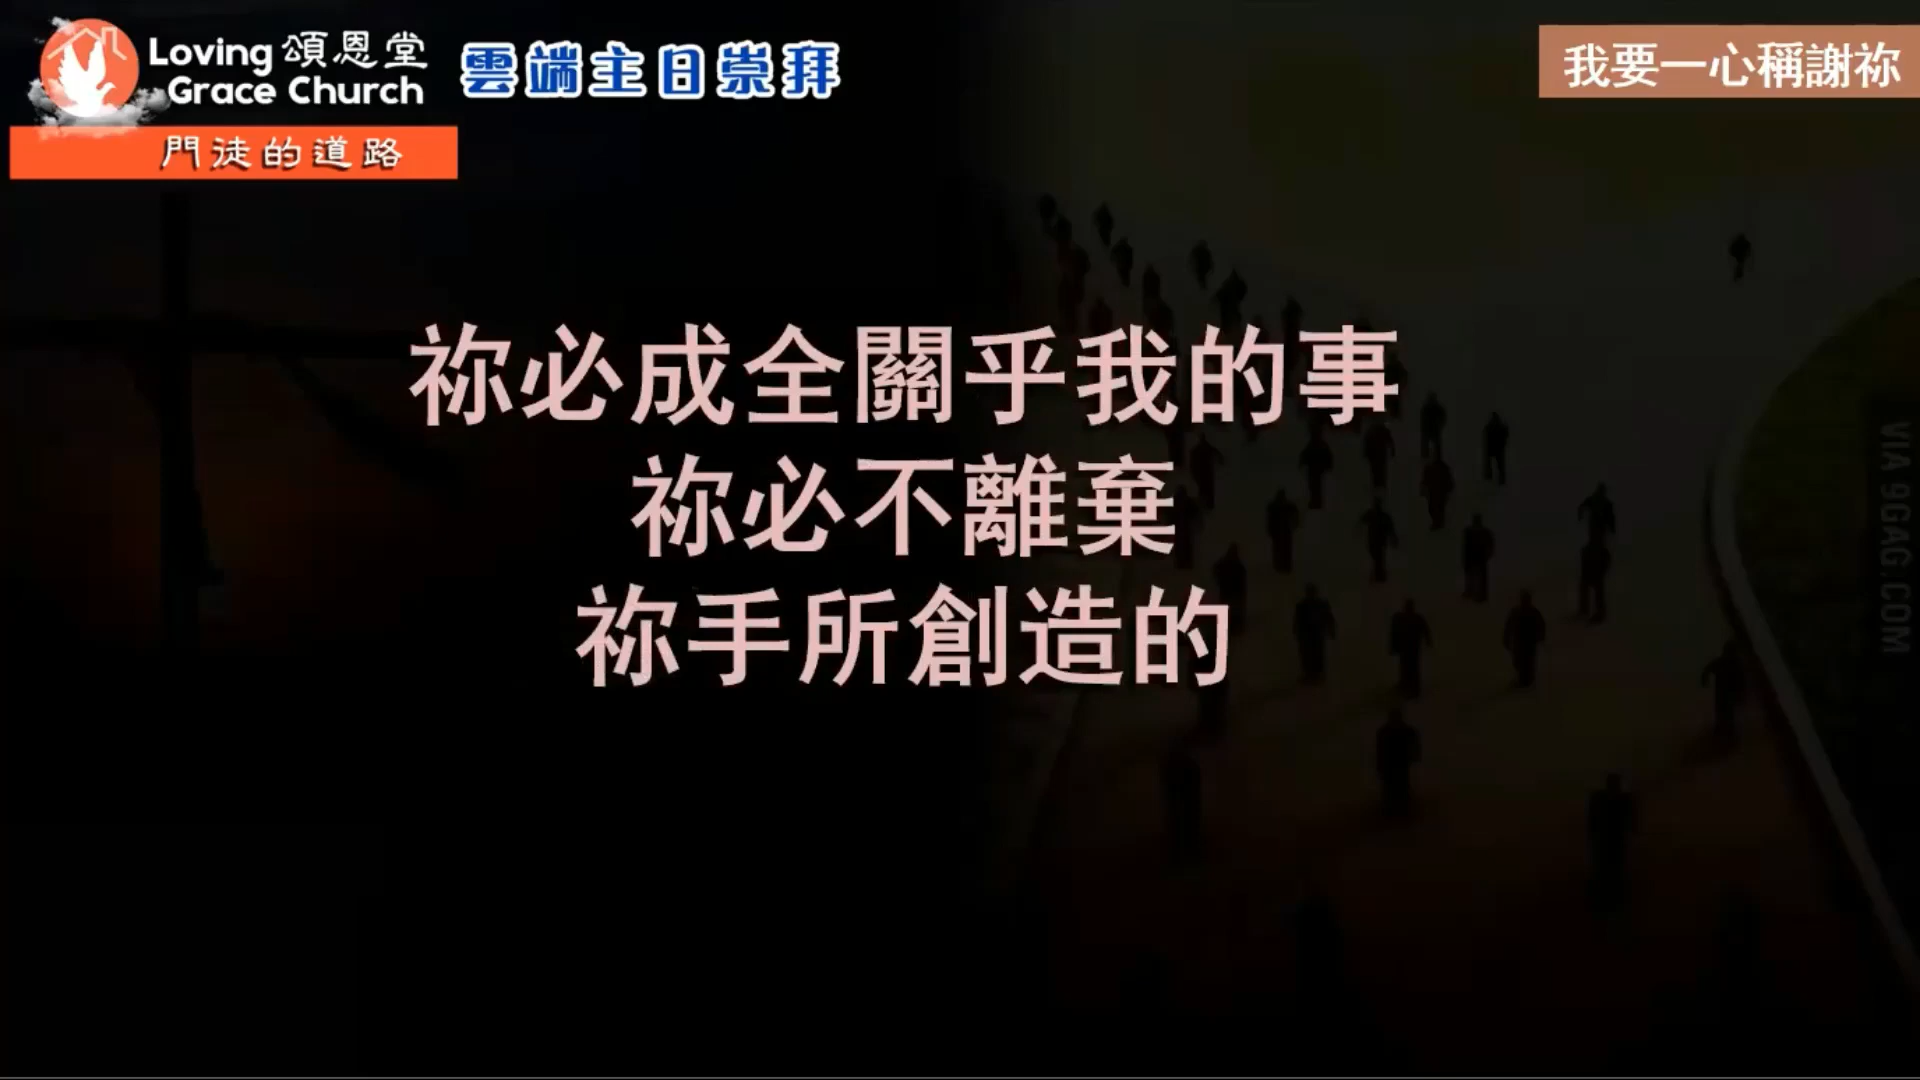 Loving 頌恩堂
Grace Church
雲端主日崇拜
我要一心稱謝祢
門徒的道路
祢必成全關乎我的事
祢必不離棄
祢手所創造的
VIA 9GAG.COM